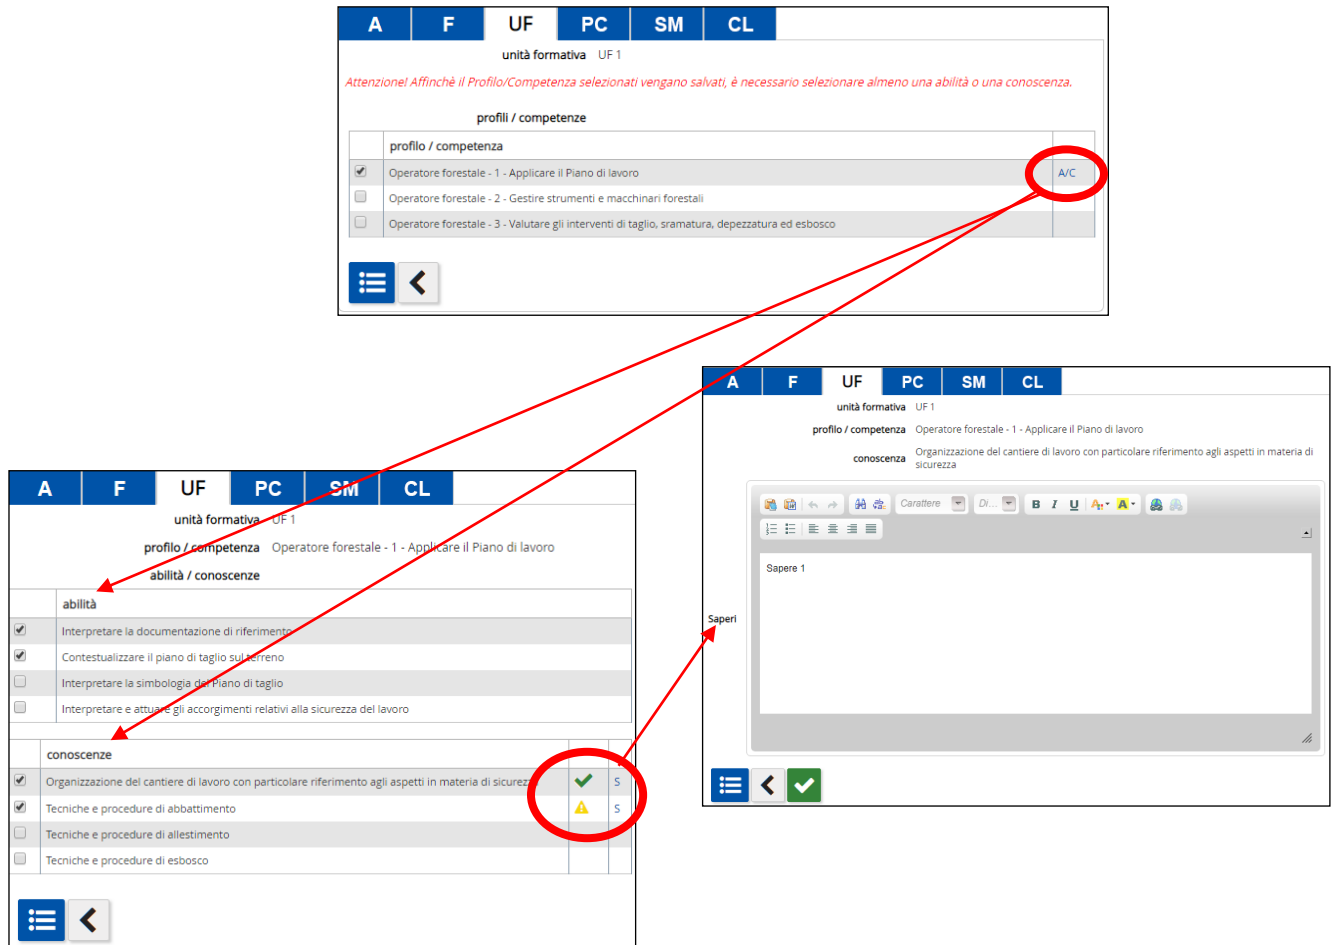 A F UF PC SM CL
unità formativa UF 1
Attenzione! Affinchè il Profilo/Competenza selezionati vengano salvati, è necessario selezionare almeno una abilità o una conoscenza.
profili / competenze
profilo / competenza
Operatore forestale - 1 - Applicare il Piano di lavoro A/C
Operatore forestale - 2 - Gestire strumenti e macchinari forestali
Operatore forestale - 3 - Valutare gli interventi di taglio, sramatura, depezzatura ed esbosco
A F UF PC SM CL
unità formativa UF 1
profilo / competenza Operatore forestale - 1 - Applicare il Piano di lavoro
conoscenza Organizzazione del cantiere di lavoro con particolare riferimento agli aspetti in materia di
sicurezza
Carattere Di... B I U A A
Sapere 1
Saperi
A F UF PC SM CL
unità formativa UF 1
profilo / competenza Operatore forestale - 1 - Applicare il Piano di lavoro
abilità / conoscenze
abilità
Interpretare la documentazione di riferimento
Contestualizzare il piano di taglio sul terreno
Interpretare la simbologia del Piano di taglio
Interpretare e attuare gli accorgimenti relativi alla sicurezza del lavoro
conoscenze
Organizzazione del cantiere di lavoro con particolare riferimento agli aspetti in materia di sicurezza S
Tecniche e procedure di abbattimento S
Tecniche e procedure di allestimento
Tecniche e procedure di esbosco